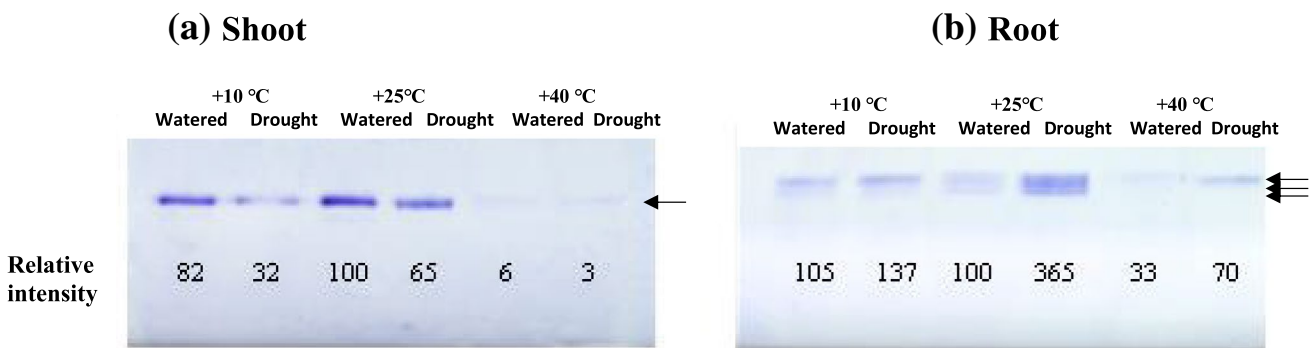 (a) Shoot
+10 °C +25°C +40 °C
Watered Drought Watered Drought Watered Drought
Relative
intensity
82 32 100 65 6 3
(b) Root
+10 °C +25°C +40 °C
Watered Drought Watered Drought Watered Drought
105 137 100 365 33 70